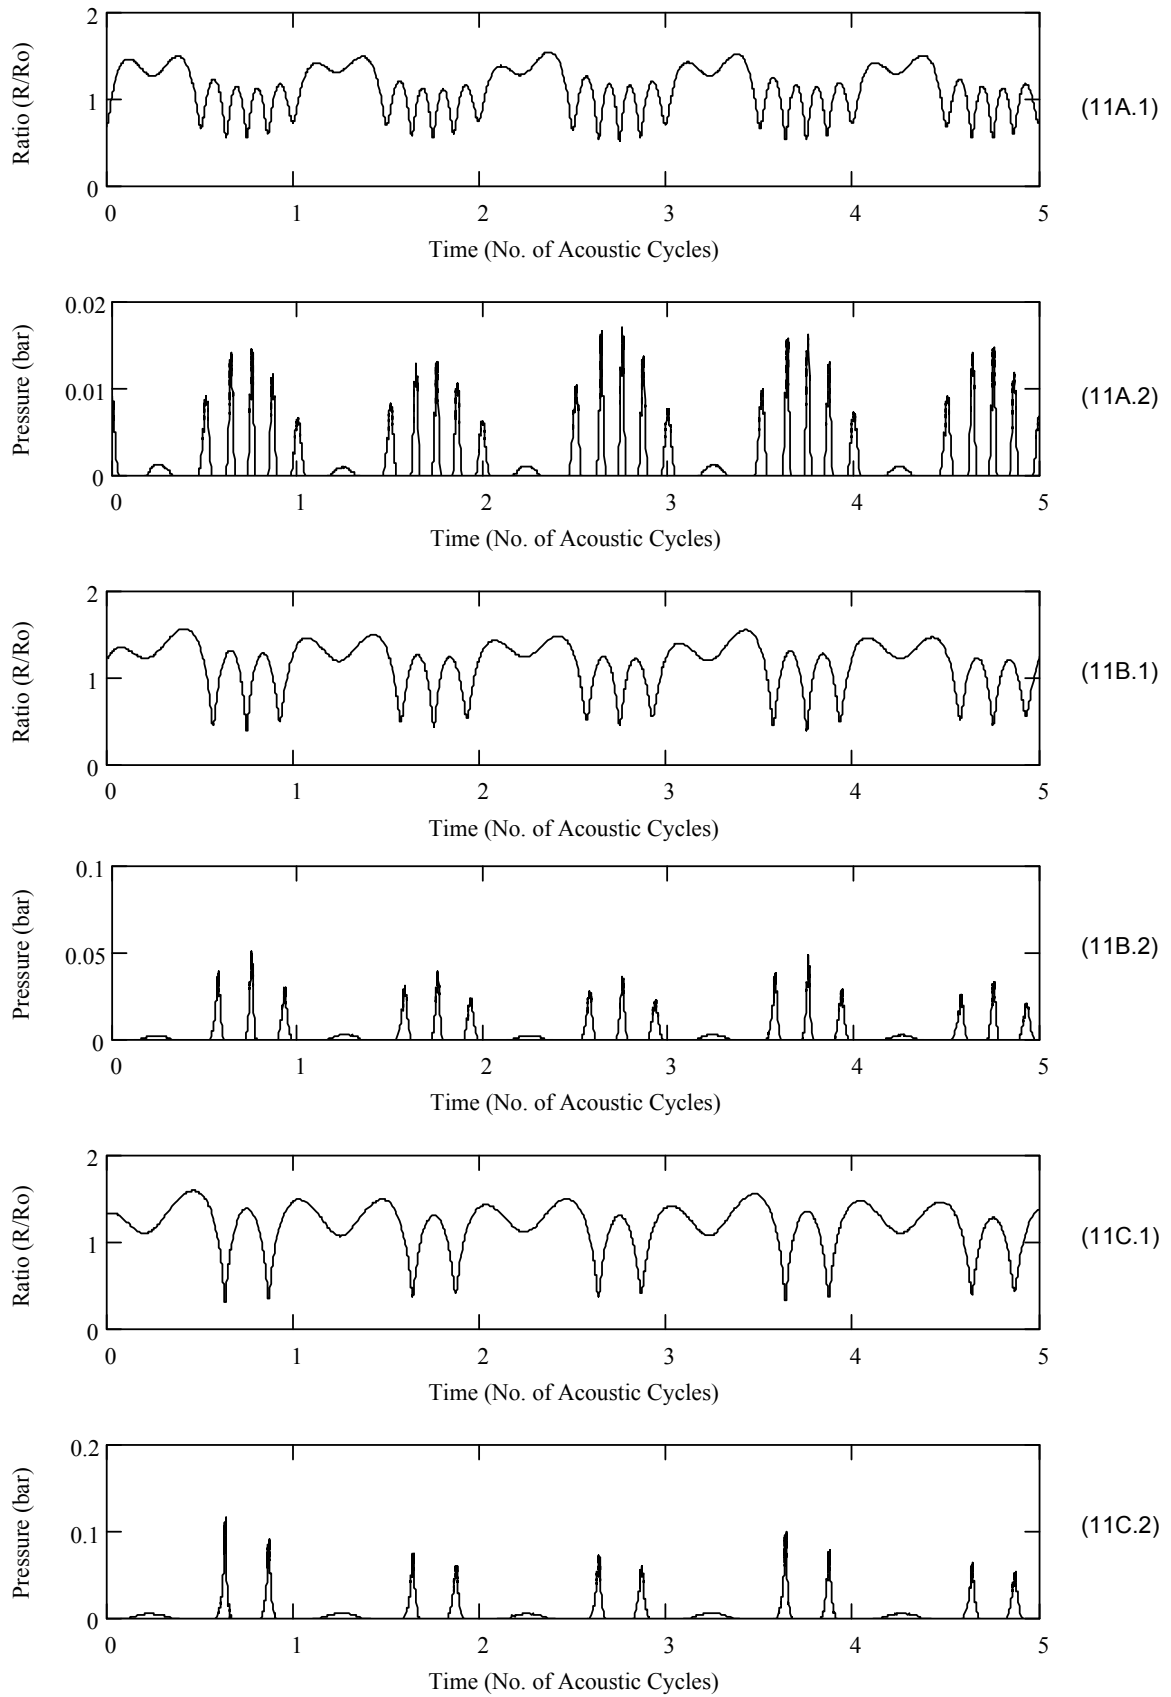 2
1
0
Ratio (R/Ro)
0 1 2 3 4 5
Time (No. of Acoustic Cycles)
(11A.1)
0.02
0.01
0
Pressure (bar)
0 1 2 3 4 5
Time (No. of Acoustic Cycles)
(11A.2)
2
1
0
Ratio (R/Ro)
0 1 2 3 4 5
Time (No. of Acoustic Cycles)
(11B.1)
0.1
0.05
0
Pressure (bar)
0 1 2 3 4 5
Time (No. of Acoustic Cycles)
(11B.2)
2
1
0
Ratio (R/Ro)
0 1 2 3 4 5
Time (No. of Acoustic Cycles)
(11C.1)
0.2
0.1
0
Pressure (bar)
0 1 2 3 4 5
Time (No. of Acoustic Cycles)
(11C.2)